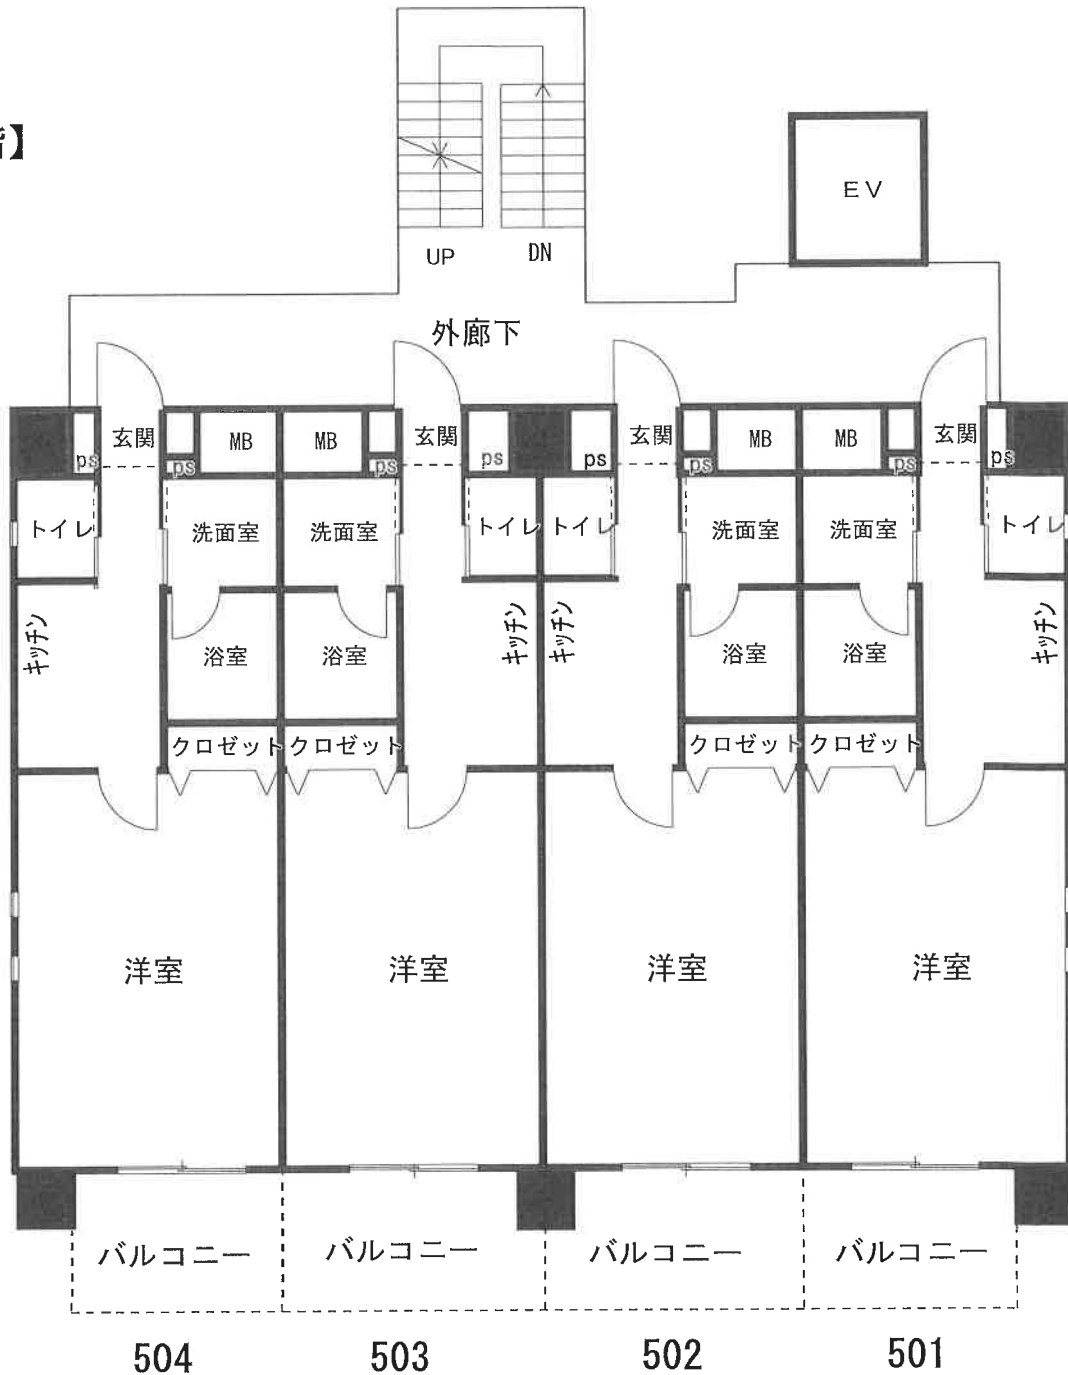 階】
EV
UP
DN
外廊下
玄関
MB
MB
玄関
玄関
MB
MB
玄関
ps
ps
ps
ps
ps
ps
ps
ps
トイレ
洗面室
洗面室
トイレ
トイレ
洗面室
洗面室
トイレ
キッチン
浴室
浴室
キッチン
キッチン
浴室
浴室
キッチン
クロゼット
クロゼット
クロゼット
クロゼット
洋室
洋室
洋室
洋室
バルコニー
バルコニー
バルコニー
バルコニー
504
503
502
501